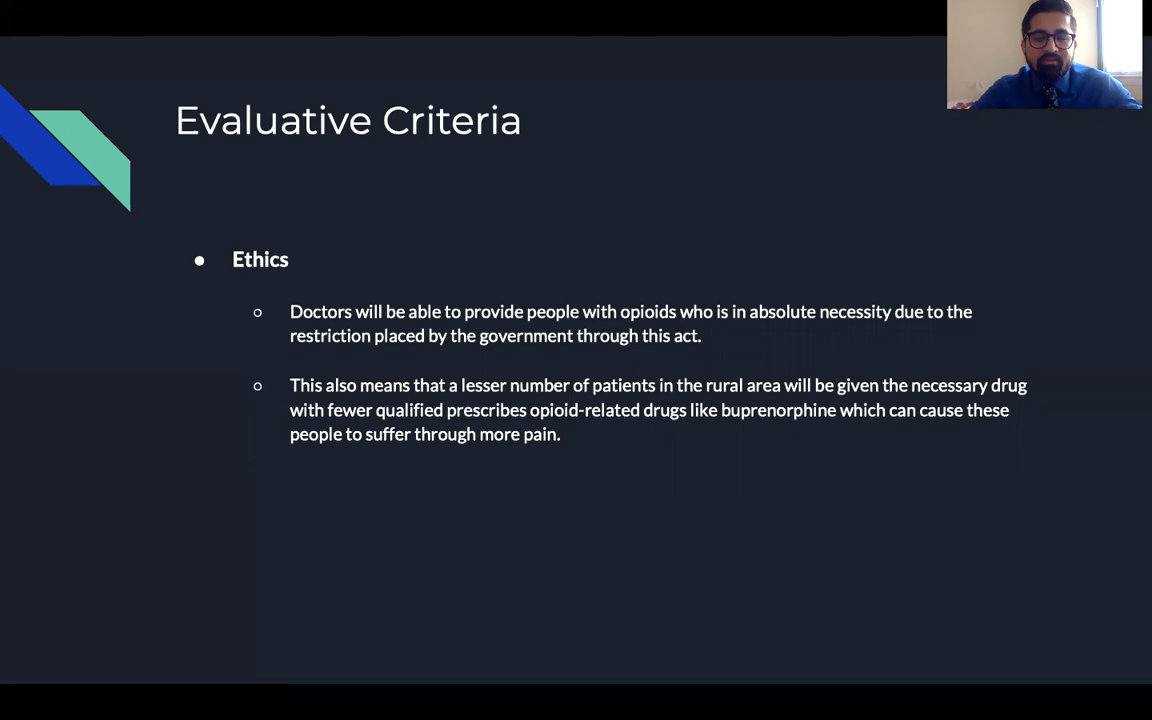 Evaluative Criteria
Ethics
Doctors will be able to provide people with opioids who is in absolute necessity due to the
restriction placed by the government through this act.
This also means that a lesser number of patients in the rural area will be given the necessary drug
with fewer qualified prescribes opioid-related drugs like buprenorphine which can cause these
people to suffer through more pain.